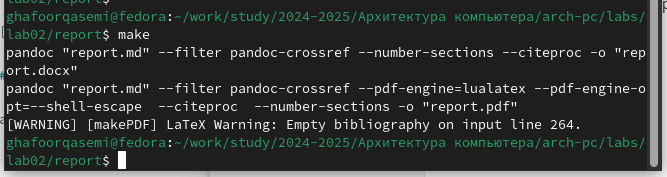 ghafoorqasemi@fedora:~/work/study/2024-2025/Архитектура компьютера/arch-pc/labs/
lab02/report$ make
pandoc "report.md" --filter pandoc-crossref --number-sections --citeproc -o "rep
ort.docx"
pandoc "report.md" --filter pandoc-crossref --pdf-engine=lualatex --pdf-engine-o
pt=--shell-escape  --citeproc  --number-sections -o "report.pdf"
[WARNING] [makePDF] LaTeX Warning: Empty bibliography on input line 264.
ghafoorqasemi@fedora:~/work/study/2024-2025/Архитектура компьютера/arch-pc/labs/
lab02/report$